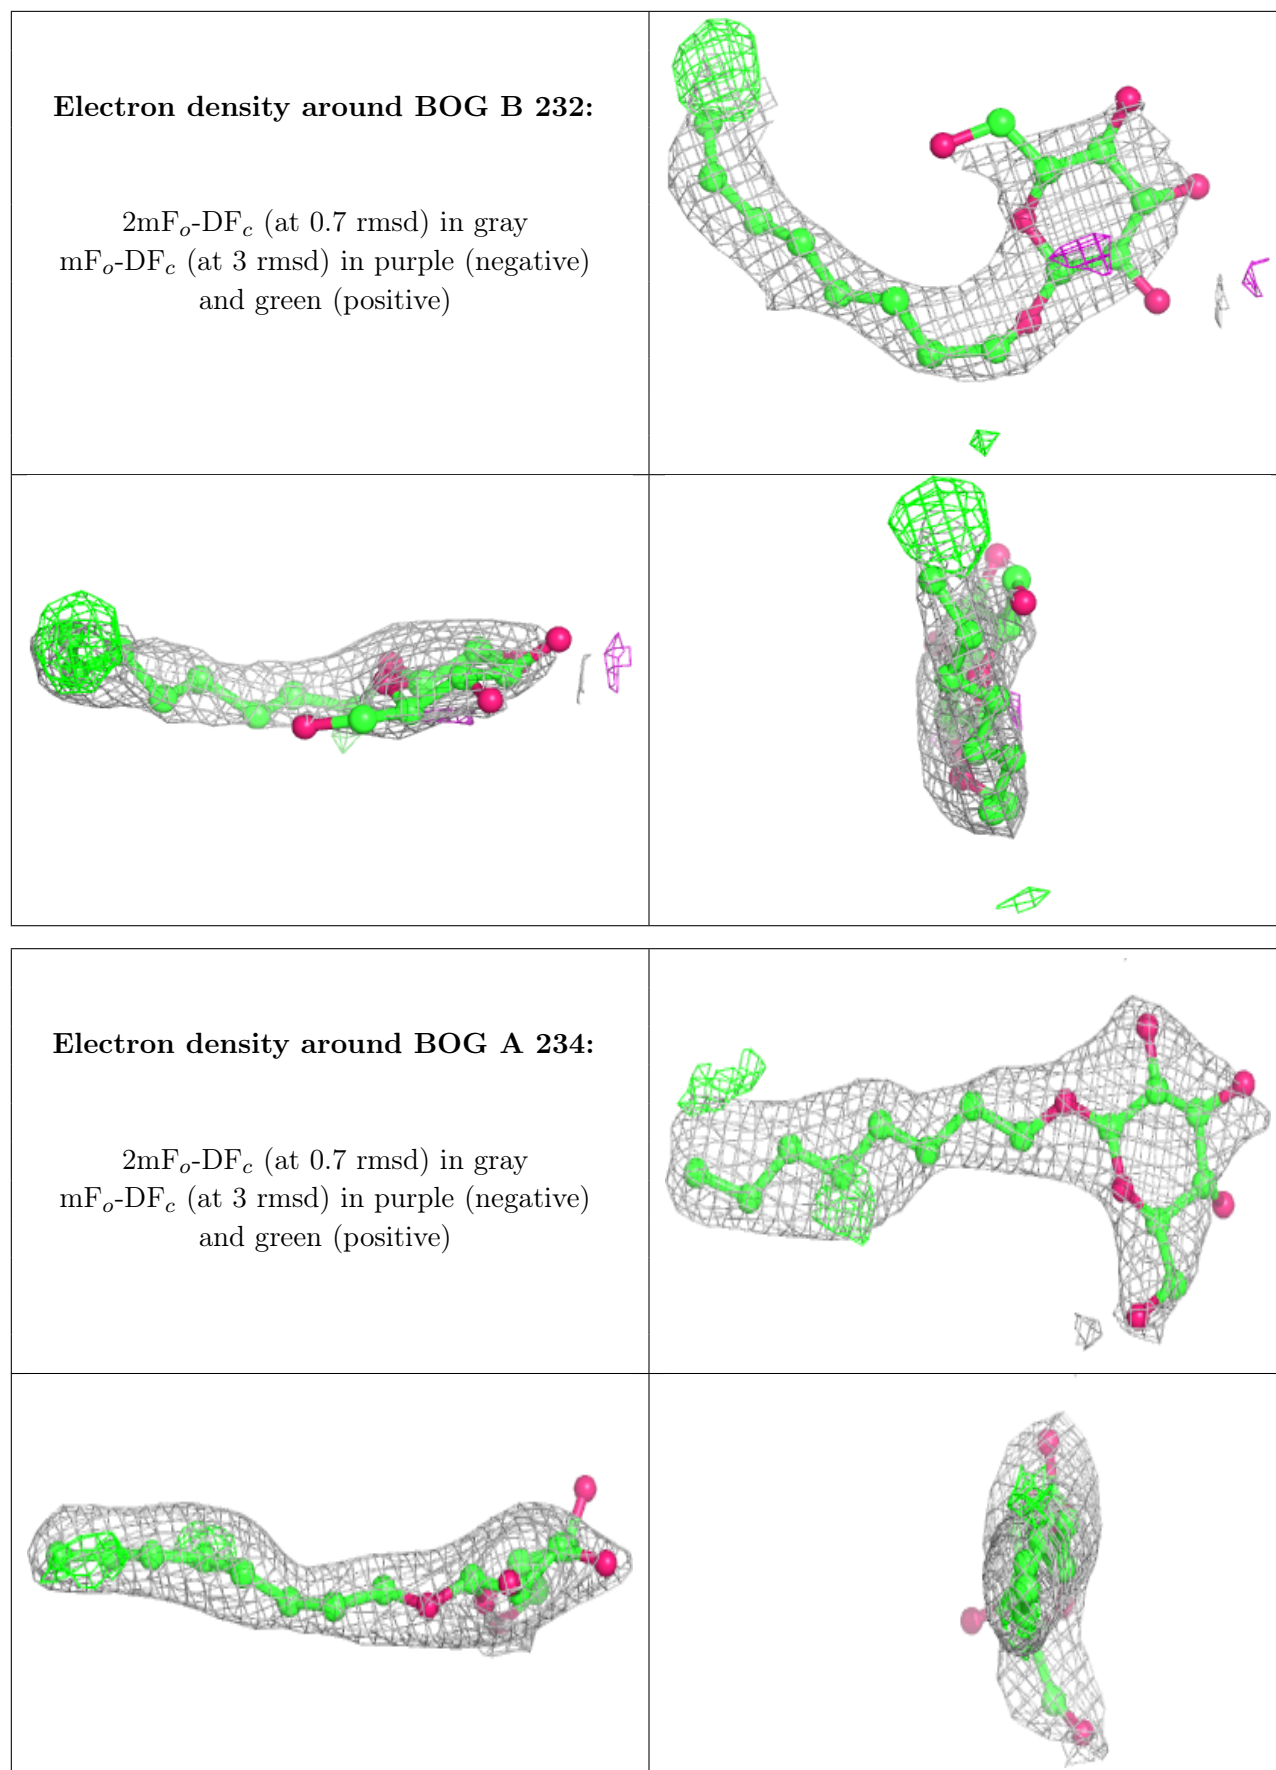 Electron density around BOG B 232:
2mFo-DFc (at 0.7 rmsd) in gray
mFo-DFc (at 3 rmsd) in purple (negative)
and green (positive)
Electron density around BOG A 234:
2mFo-DFc (at 0.7 rmsd) in gray
mFo-DFc (at 3 rmsd) in purple (negative)
and green (positive)